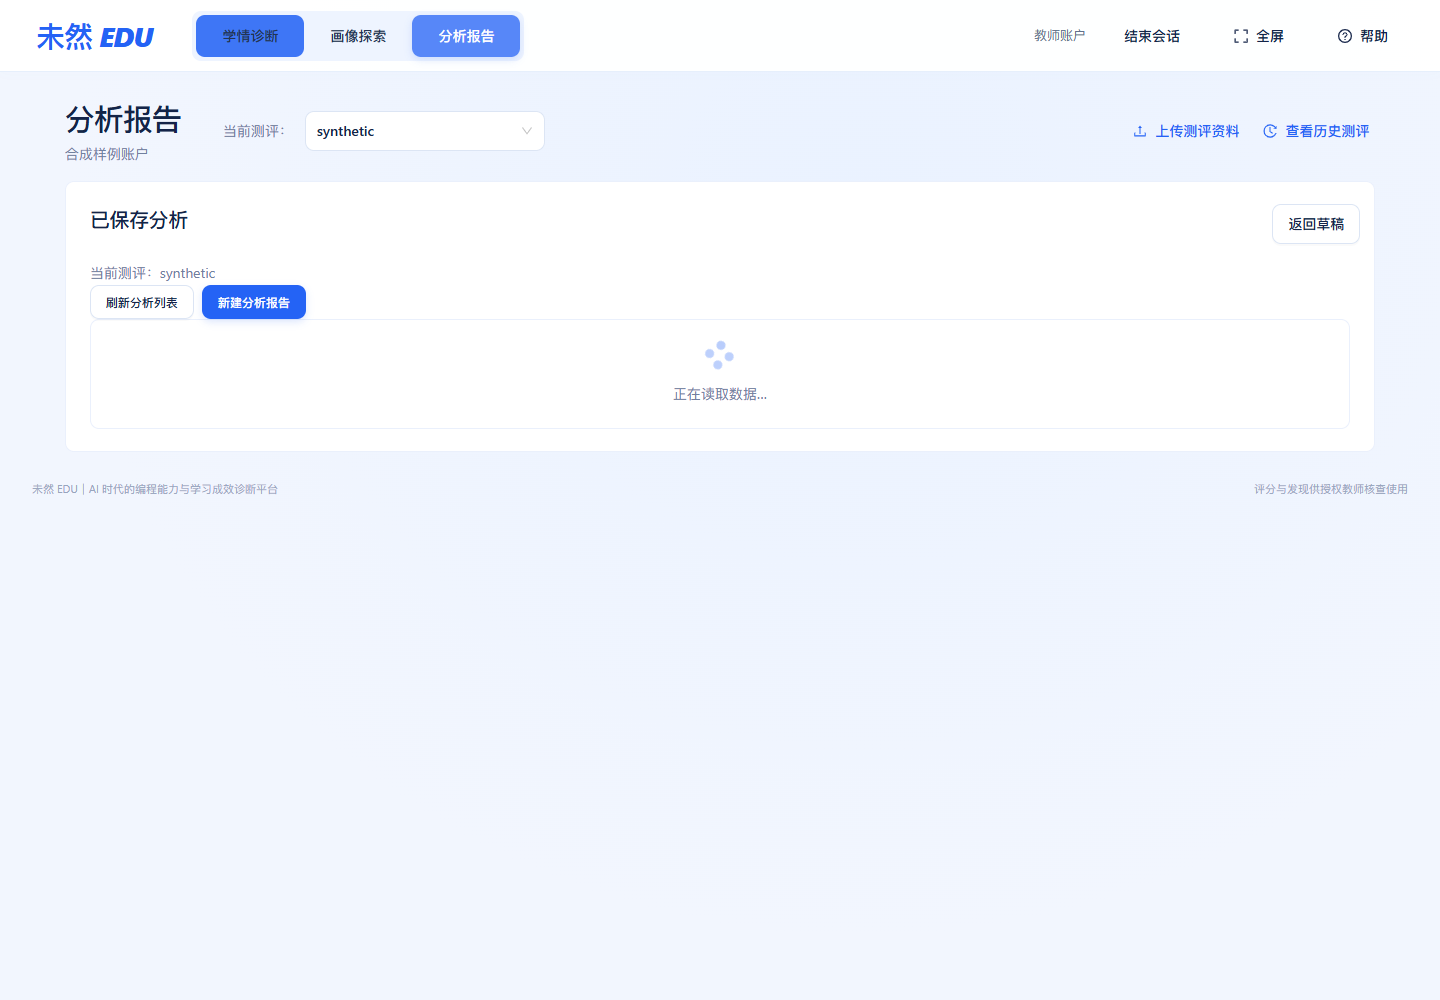 未然 EDU
学情诊断
画像探索
分析报告
教师账户
结束会话
全屏
帮助
分析报告
合成样例账户
当前测评：
synthetic
上传测评资料
查看历史测评
已保存分析
返回草稿
当前测评：synthetic
刷新分析列表
新建分析报告
正在读取数据...
未然 EDU｜AI 时代的编程能力与学习成效诊断平台
评分与发现供授权教师核查使用